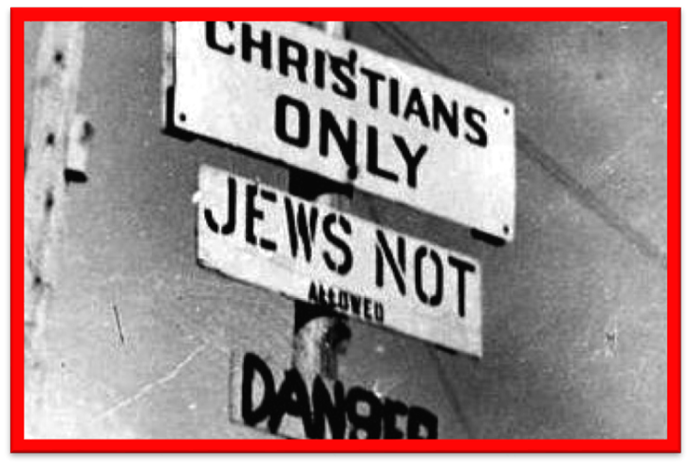 CHRISTIANS
ONLY
JEWS NOT
ALLOWED
DANGER